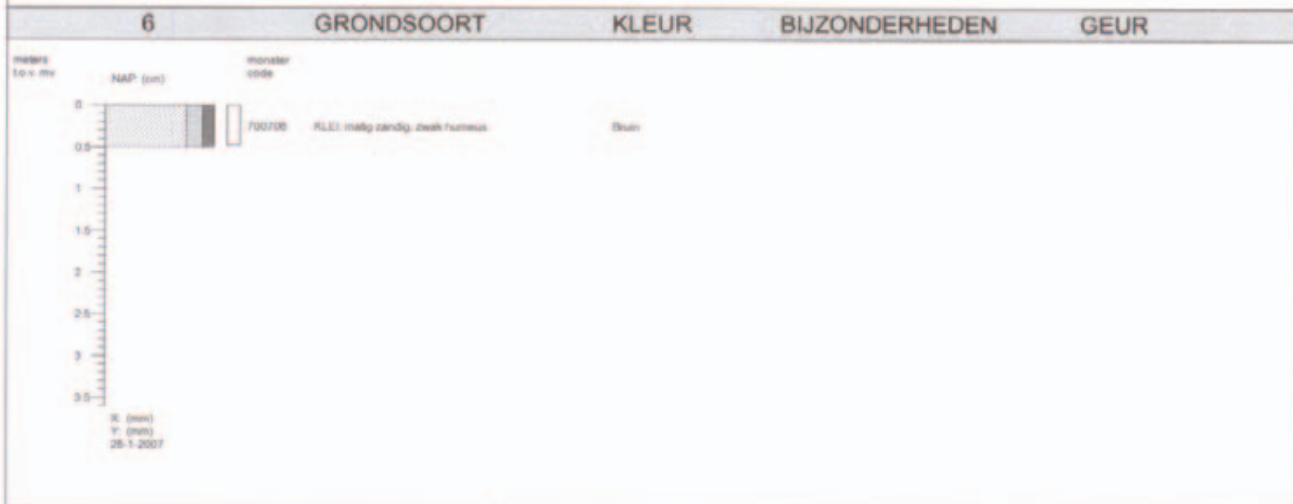 6 GRONDSOORT KLEUR BIJZONDERHEDEN GEUR
meters
t.o.v. mv
NAP: (cm)
monster
code
0
700706 KLEI: matig zandig, zwak humeus Bruin
0.5
1
1.5
2
2.5
3
3.5
X: (mm)
Y: (mm)
26-1-2007